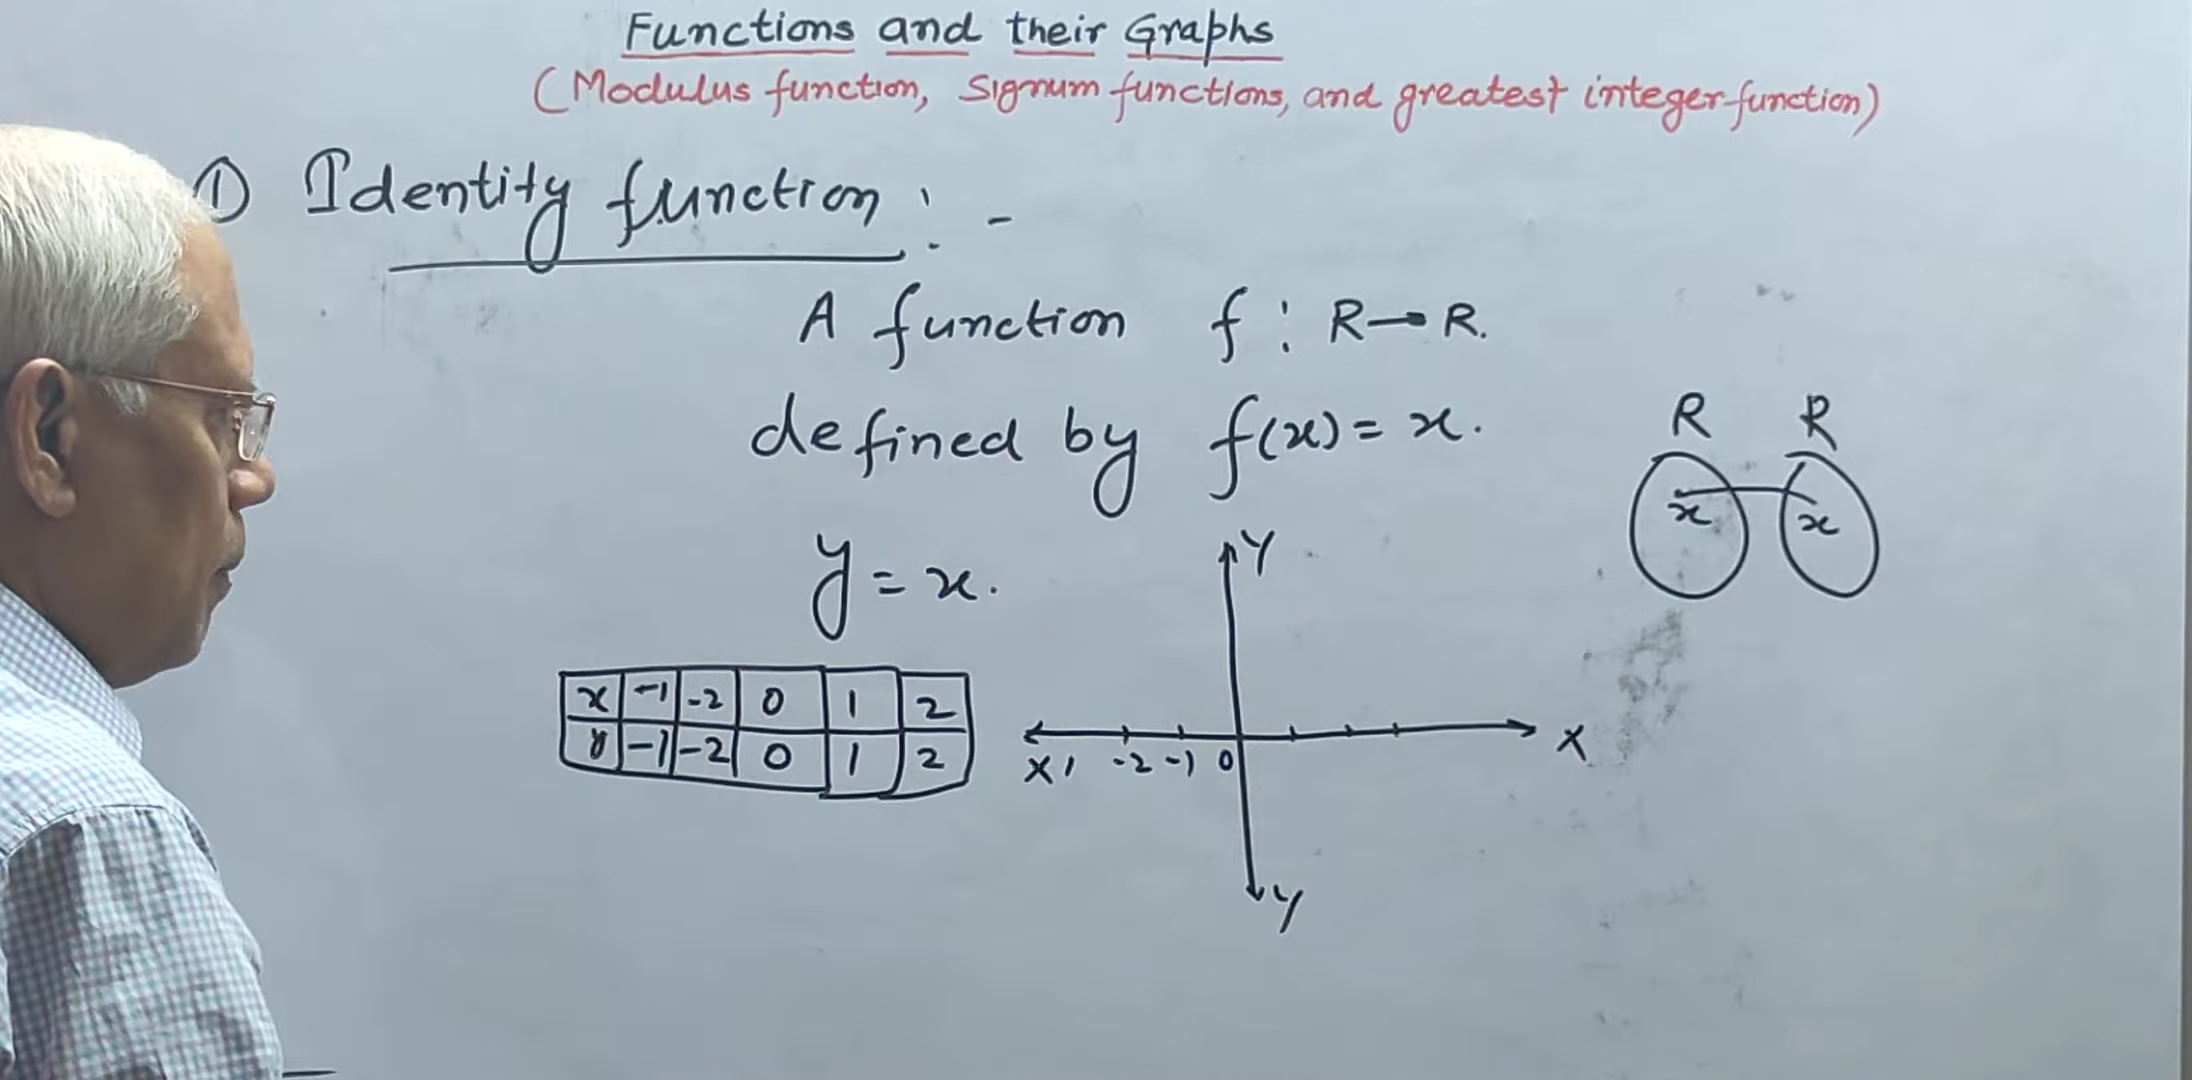 Functions and their Graphs
(Modulus function, Signum functions, and greatest integer function)
① Identity function : -
A function f : R→R.
defined by f(x) = x.
R R
x x
y = x.
Y
x -1 -2 0 1 2
y -1 -2 0 1 2
X' -2 -1 0 X
Y